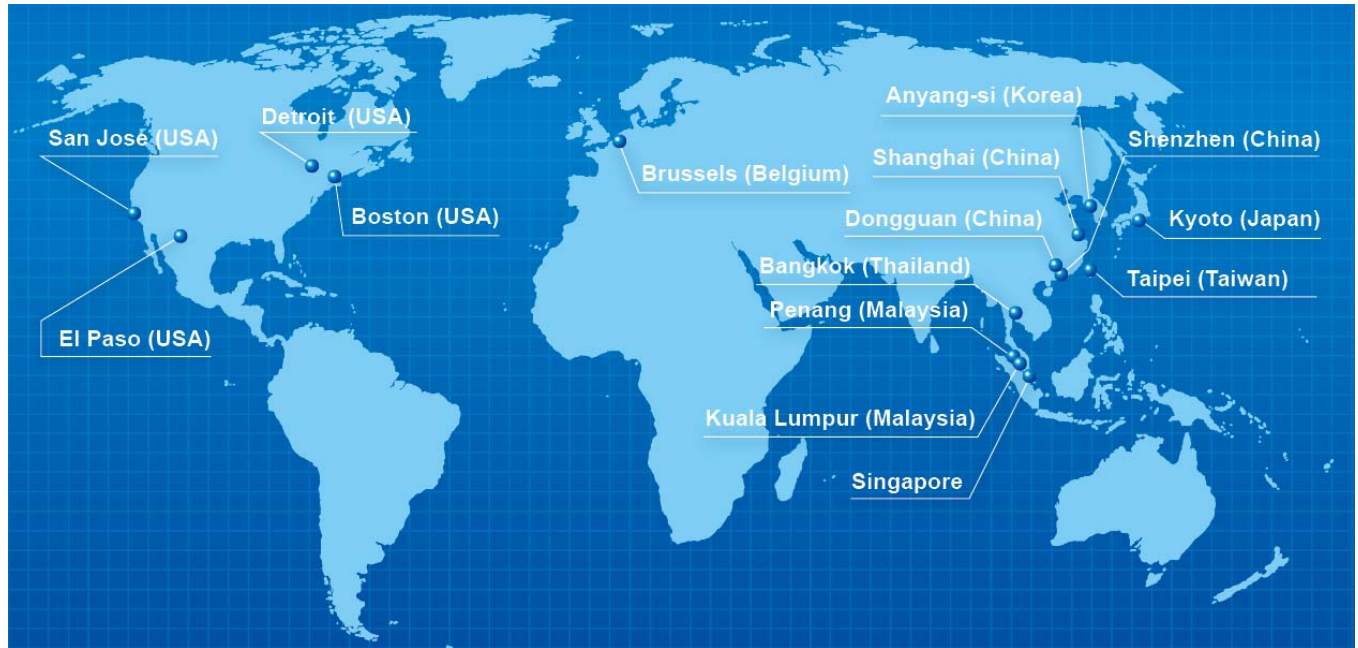 Anyang-si (Korea)
Detroit (USA)
San José (USA)
Shenzhen (China)
Shanghai (China)
Brussels (Belgium)
Boston (USA)
Dongguan (China)
Kyoto (Japan)
Bangkok (Thailand)
Taipei (Taiwan)
Penang (Malaysia)
El Paso (USA)
Kuala Lumpur (Malaysia)
Singapore